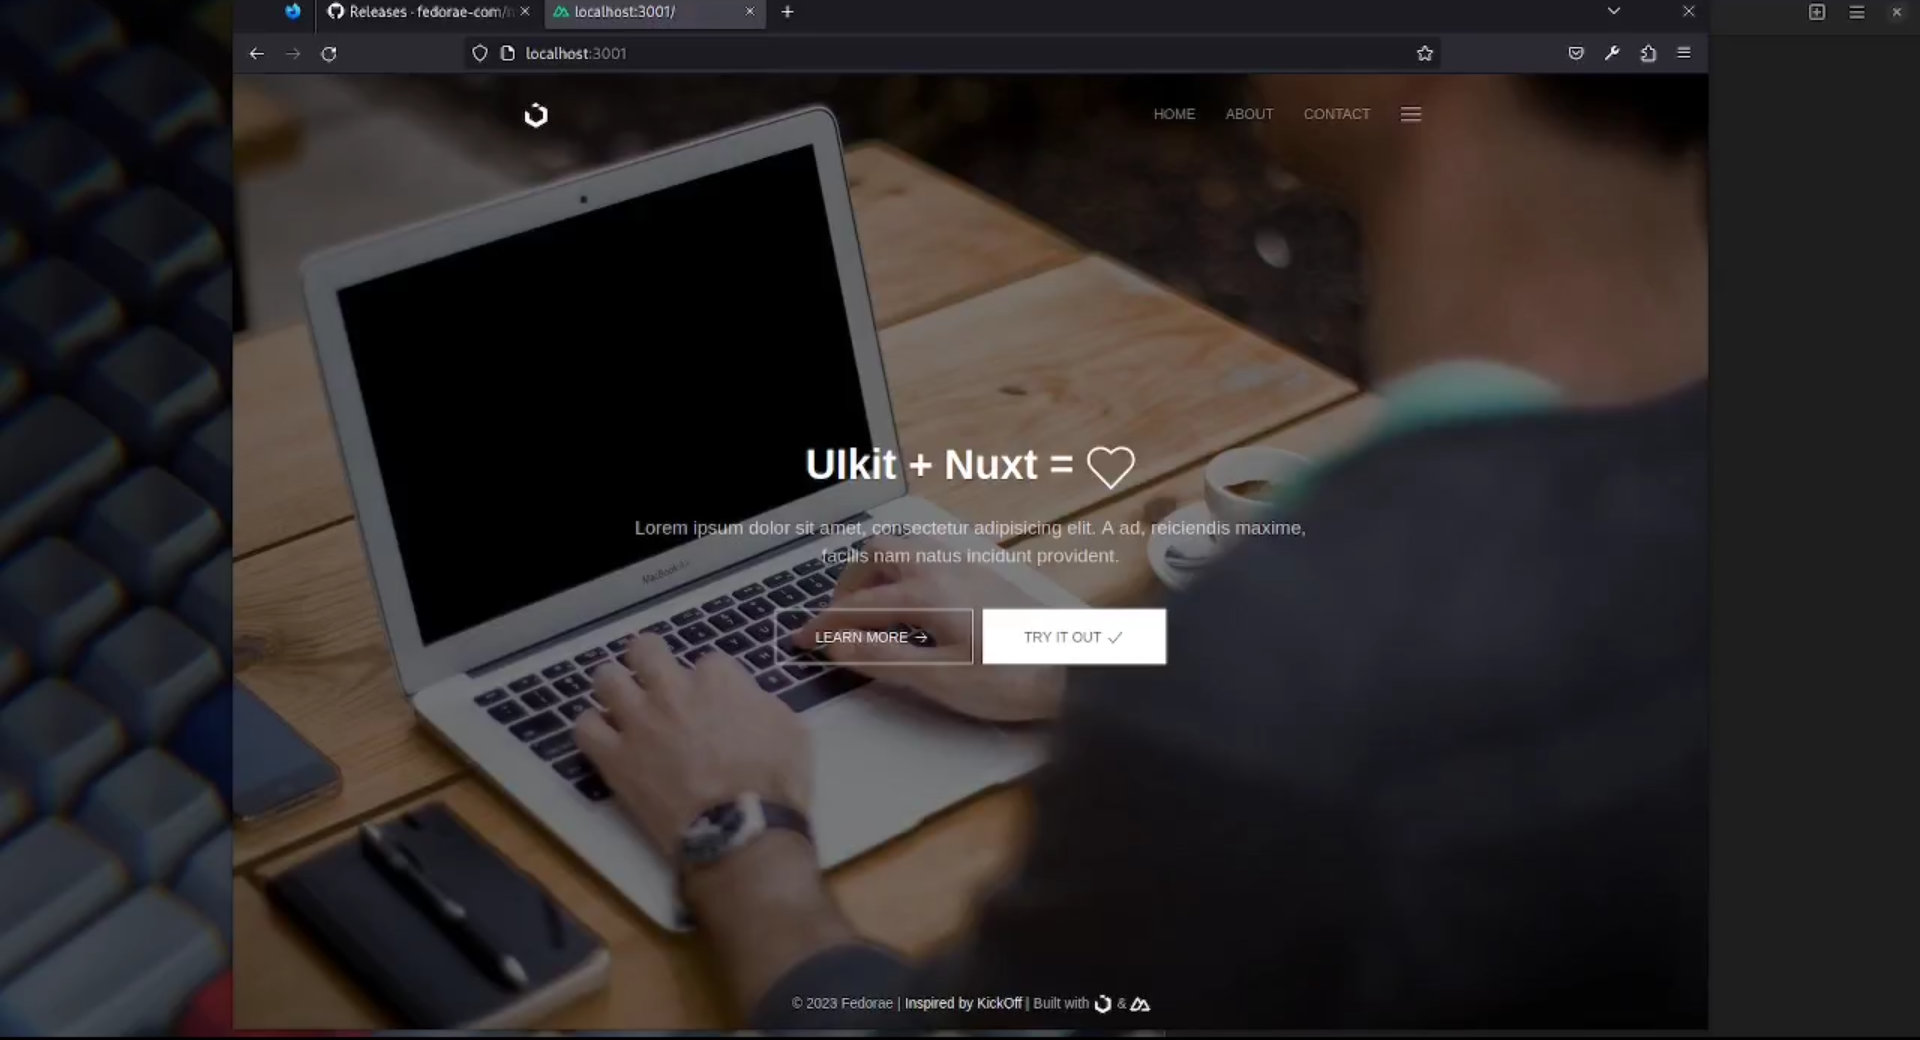 Releases · fedorae-com/
localhost:3001/
localhost:3001
HOME ABOUT CONTACT
UIkit + Nuxt =
Lorem ipsum dolor sit amet, consectetur adipisicing elit. A ad, reiciendis maxime,
facilis nam natus incidunt provident.
MacBook
LEARN MORE → TRY IT OUT
© 2023 Fedorae | Inspired by KickOff | Built with &